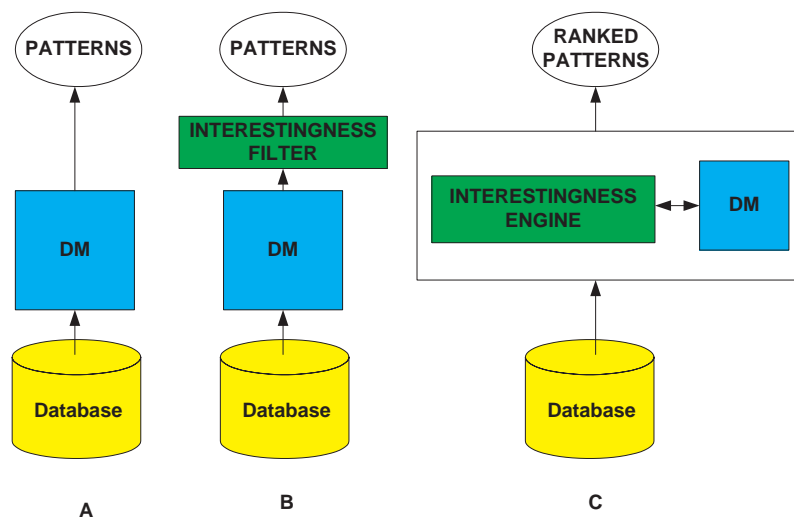 PATTERNS
DM
Database
A
PATTERNS
INTERESTINGNESS
FILTER
DM
Database
B
RANKED
PATTERNS
INTERESTINGNESS
ENGINE
DM
Database
C